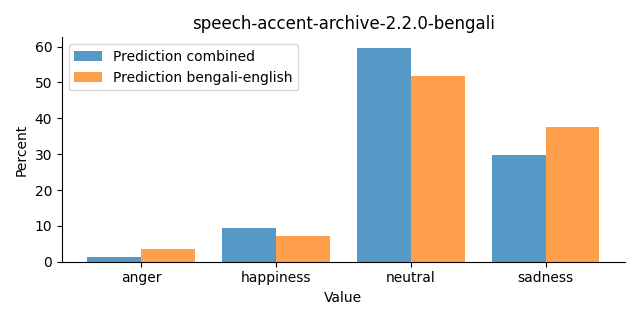 speech-accent-archive-2.2.0-bengali
Prediction combined
Prediction bengali-english
Percent
60
50
40
30
20
10
0
anger happiness neutral sadness
Value